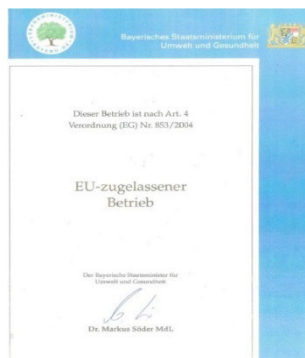 Bayerisches Staatsministerium für
Umwelt und Gesundheit
Dieser Betrieb ist nach Art. 4
Verordnung (EG) Nr. 853/2004
EU-zugelassener
Betrieb
Der Bayerische Staatsminister für
Umwelt und Gesundheit
Dr. Markus Söder MdL